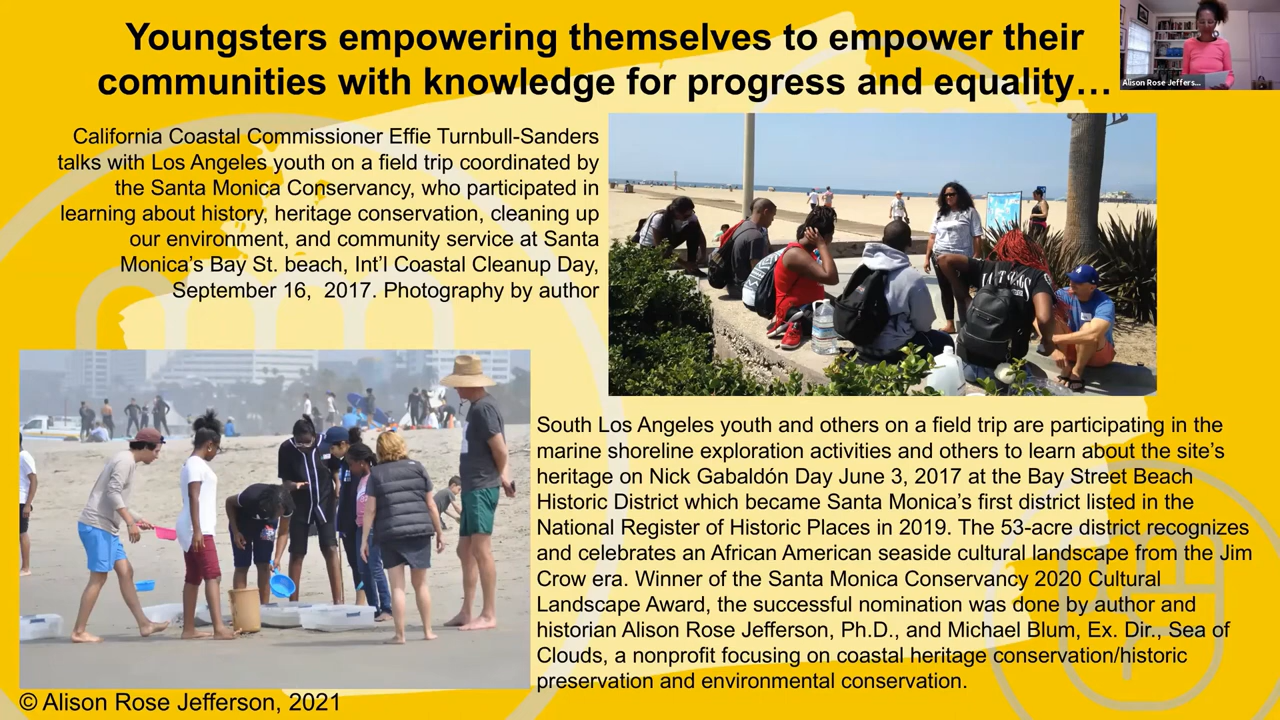 Youngsters empowering themselves to empower their
communities with knowledge for progress and equality…
Alison Rose Jeffers...
California Coastal Commissioner Effie Turnbull-Sanders
talks with Los Angeles youth on a field trip coordinated by
the Santa Monica Conservancy, who participated in
learning about history, heritage conservation, cleaning up
our environment, and community service at Santa
Monica's Bay St. beach, Int'l Coastal Cleanup Day,
September 16,  2017. Photography by author
South Los Angeles youth and others on a field trip are participating in the
marine shoreline exploration activities and others to learn about the site's
heritage on Nick Gabaldón Day June 3, 2017 at the Bay Street Beach
Historic District which became Santa Monica's first district listed in the
National Register of Historic Places in 2019. The 53-acre district recognizes
and celebrates an African American seaside cultural landscape from the Jim
Crow era. Winner of the Santa Monica Conservancy 2020 Cultural
Landscape Award, the successful nomination was done by author and
historian Alison Rose Jefferson, Ph.D., and Michael Blum, Ex. Dir., Sea of
Clouds, a nonprofit focusing on coastal heritage conservation/historic
preservation and environmental conservation.
© Alison Rose Jefferson, 2021